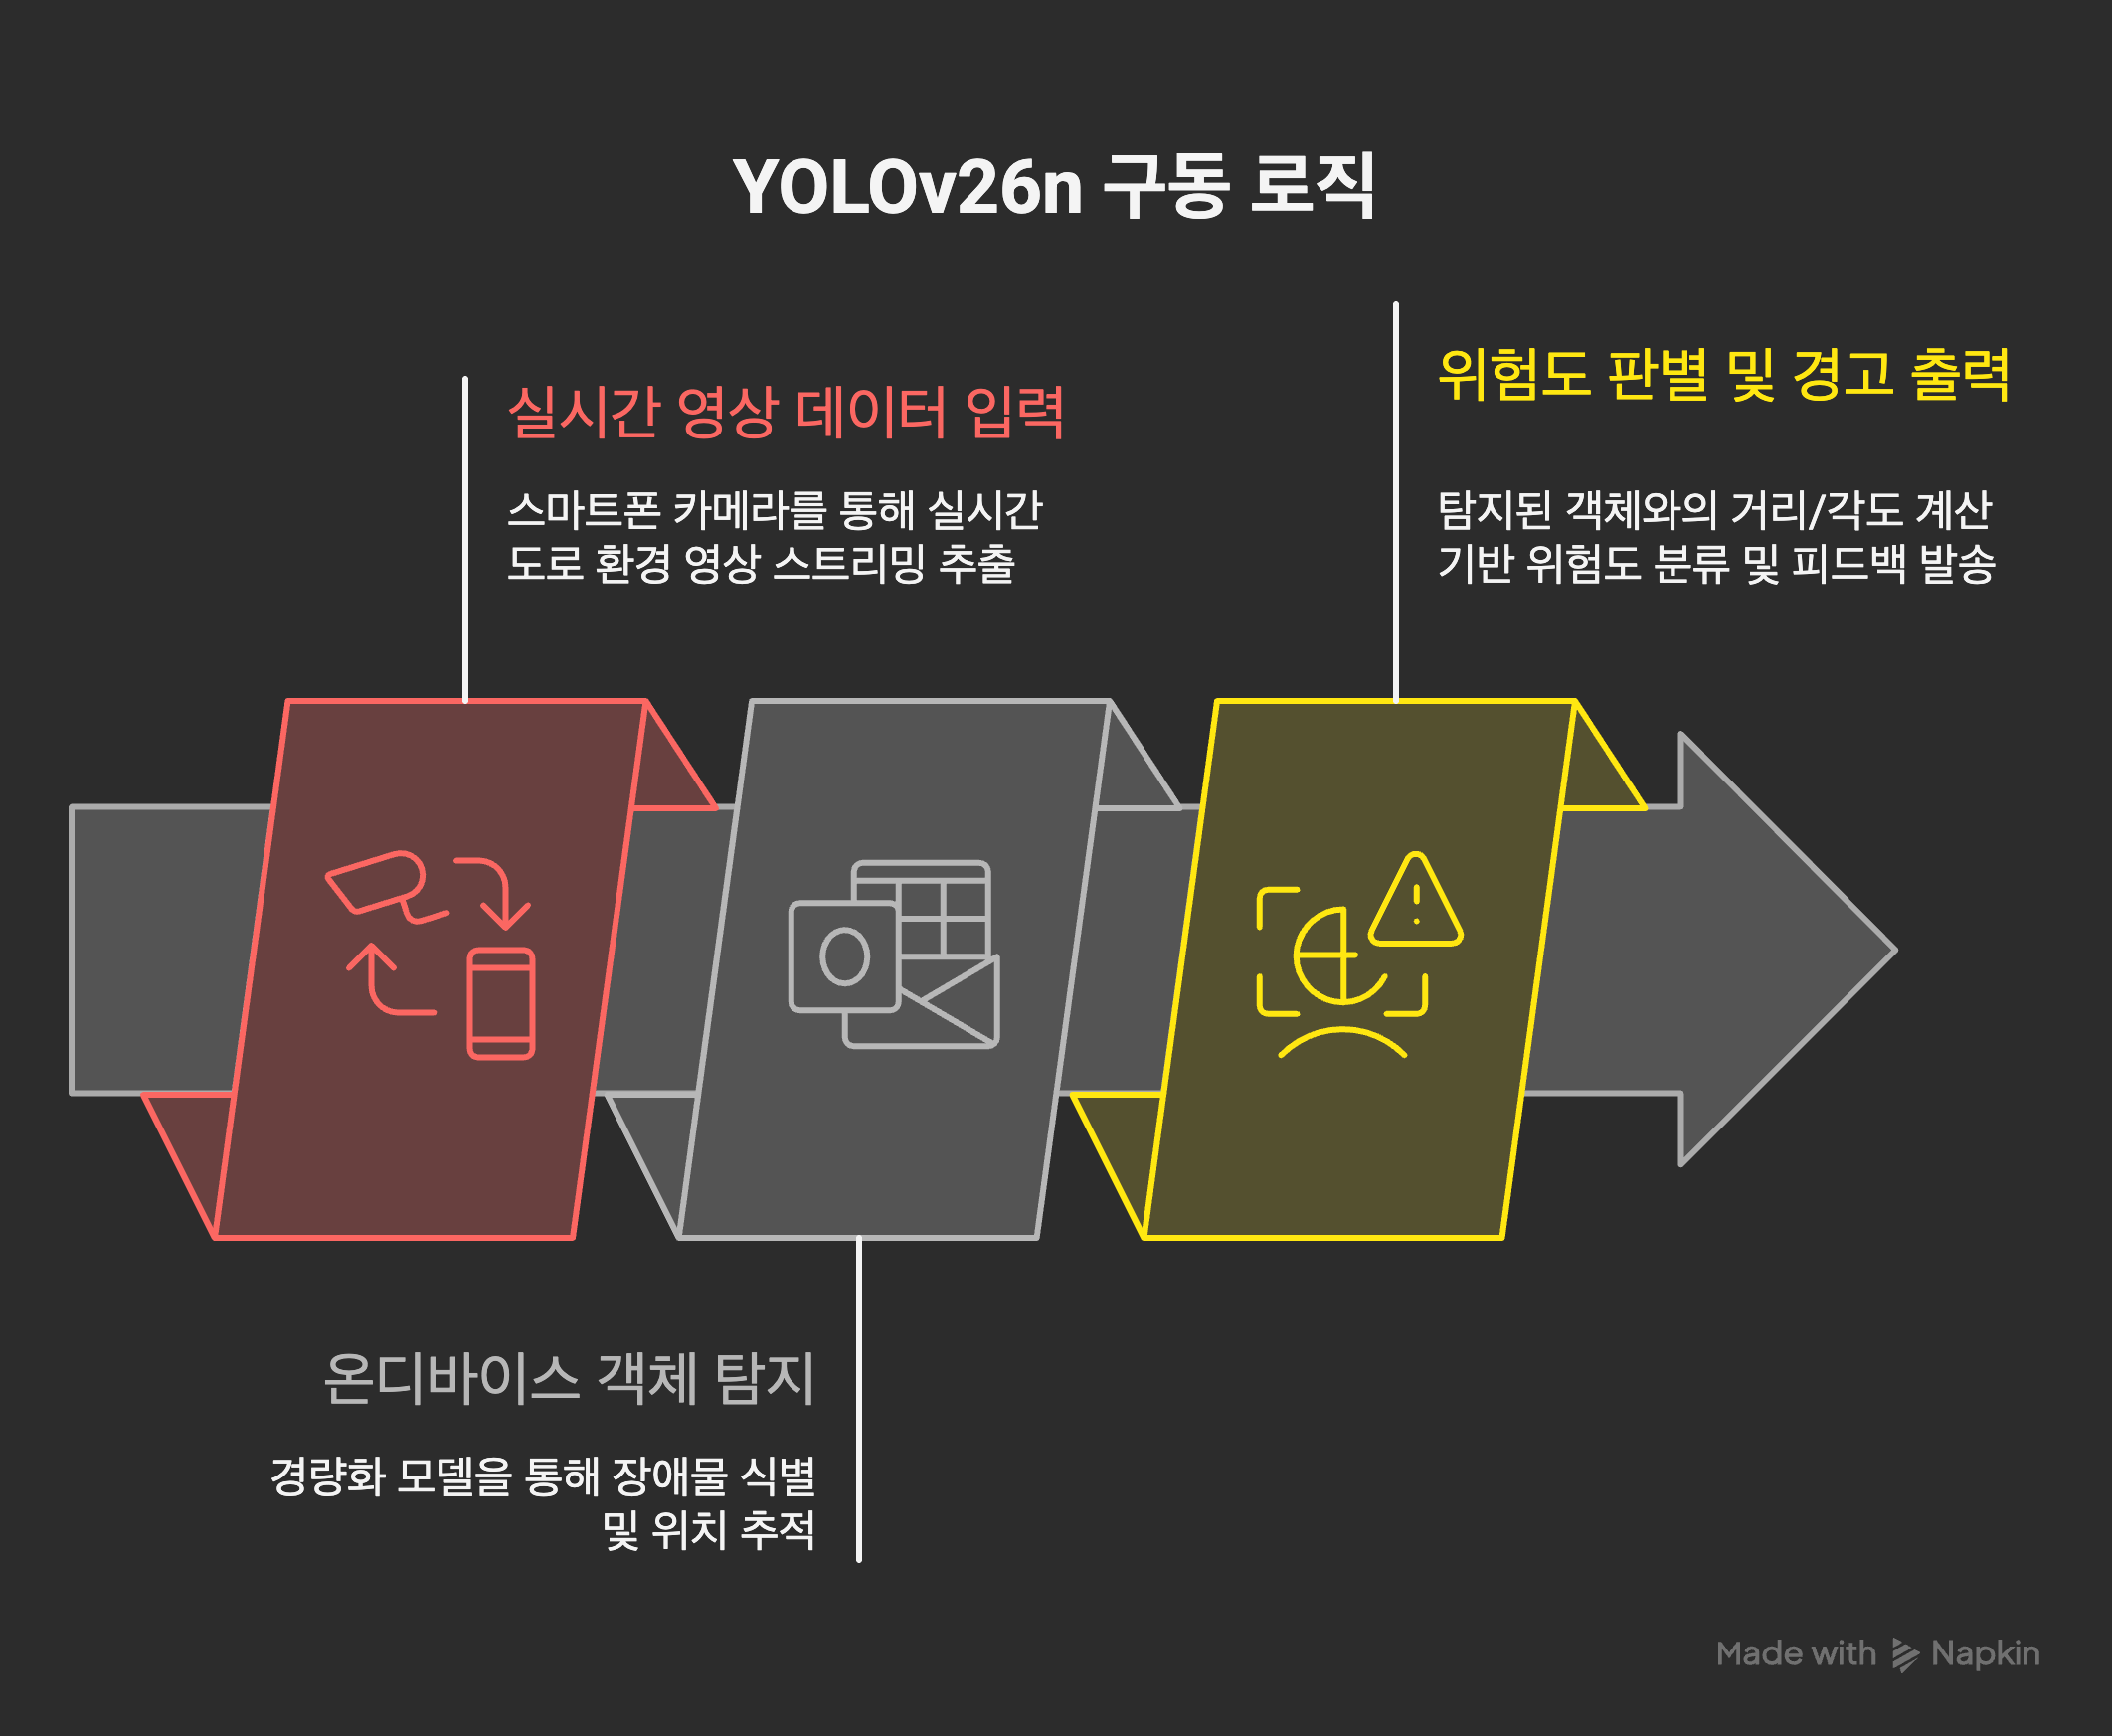 YOLOv26n 구동 로직
실시간 영상 데이터 입력
스마트폰 카메라를 통해 실시간
도로환경 영상 스트리밍 추출
위험도 판별 및 경고 출력
탐지된 객체와의 거리/각도 계산
기반 위험도 분류 및 피드백 발송
온디바이스 객체 탐지
경량화 모델을 통해 장애물 식별
및 위치 추적
Made with Napkin